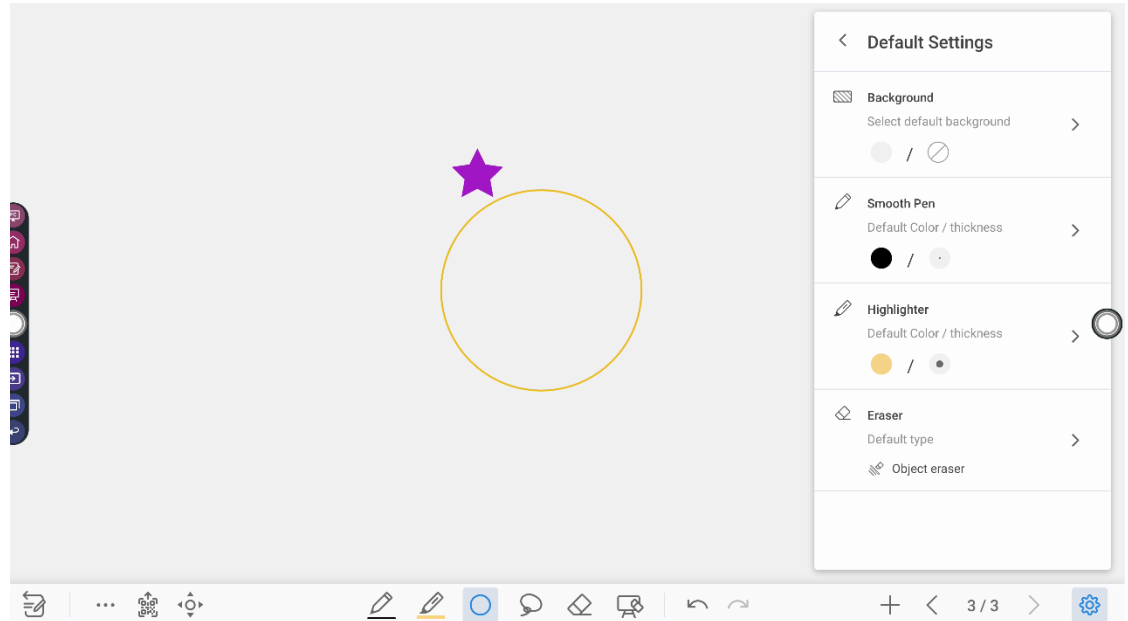 Default Settings
Background
Select default background
/
Smooth Pen
Default Color / thickness
/
Highlighter
Default Color / thickness
/
Eraser
Default type
Object eraser
3 / 3